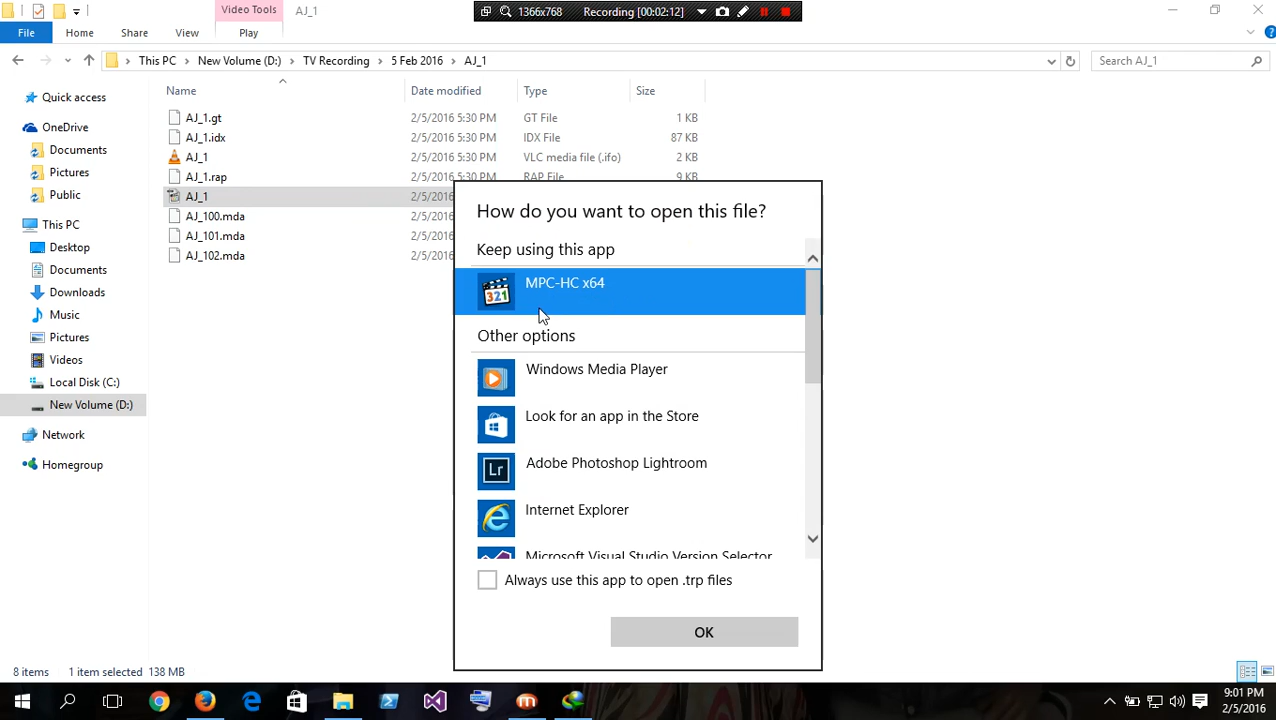 Video Tools
AJ_1
1366x768
Recording [00:02:12]
File
Home
Share
View
Play
This PC
New Volume (D:)
TV Recording
5 Feb 2016
AJ_1
Search AJ_1
Name
Date modified
Type
Size
Quick access
OneDrive
Documents
Pictures
Public
This PC
Desktop
Documents
Downloads
Music
Pictures
Videos
Local Disk (C:)
New Volume (D:)
Network
Homegroup
AJ_1.gt 2/5/2016 5:30 PM GT File 1 KB
AJ_1.idx 2/5/2016 5:30 PM IDX File 87 KB
AJ_1 2/5/2016 5:30 PM VLC media file (.ifo) 2 KB
AJ_1.rap 2/5/2016 5:30 PM RAP File 9 KB
AJ_1 2/5/2016
AJ_100.mda 2/5/2016
AJ_101.mda 2/5/2016
AJ_102.mda 2/5/2016
How do you want to open this file?
Keep using this app
321
MPC-HC x64
Other options
Windows Media Player
Look for an app in the Store
Lr
Adobe Photoshop Lightroom
Internet Explorer
Microsoft Visual Studio Version Selector
Always use this app to open .trp files
OK
8 items
1 item selected 138 MB
9:01 PM
2/5/2016